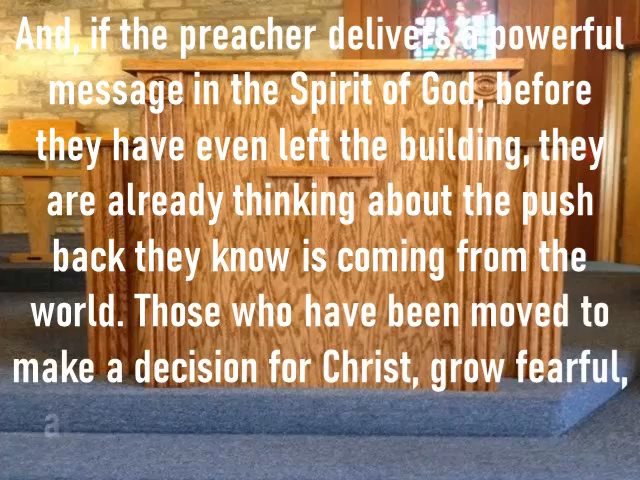 And, if the preacher delivers a powerful
message in the Spirit of God, before
they have even left the building, they
are already thinking about the push
back they know is coming from the
world. Those who have been moved to
make a decision for Christ, grow fearful,
a